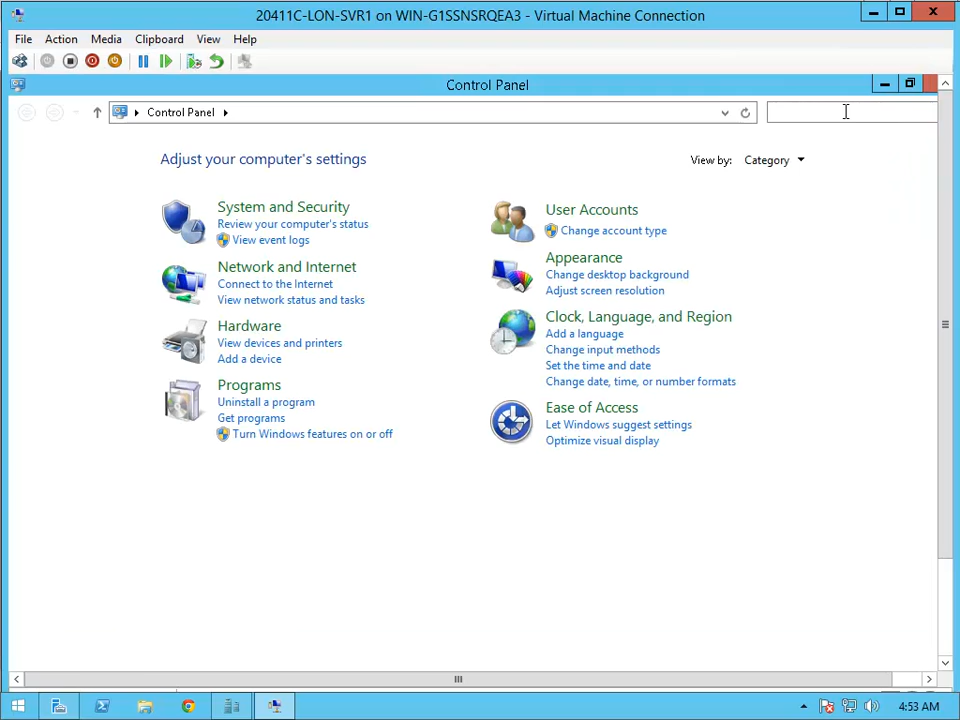 20411C-LON-SVR1 on WIN-G1SSNSRQEA3 - Virtual Machine Connection
File Action Media Clipboard View Help
Control Panel
Control Panel
Adjust your computer's settings
View by: Category
System and Security
Review your computer's status
View event logs
Network and Internet
Connect to the Internet
View network status and tasks
Hardware
View devices and printers
Add a device
Programs
Uninstall a program
Get programs
Turn Windows features on or off
User Accounts
Change account type
Appearance
Change desktop background
Adjust screen resolution
Clock, Language, and Region
Add a language
Change input methods
Set the time and date
Change date, time, or number formats
Ease of Access
Let Windows suggest settings
Optimize visual display
4:53 AM